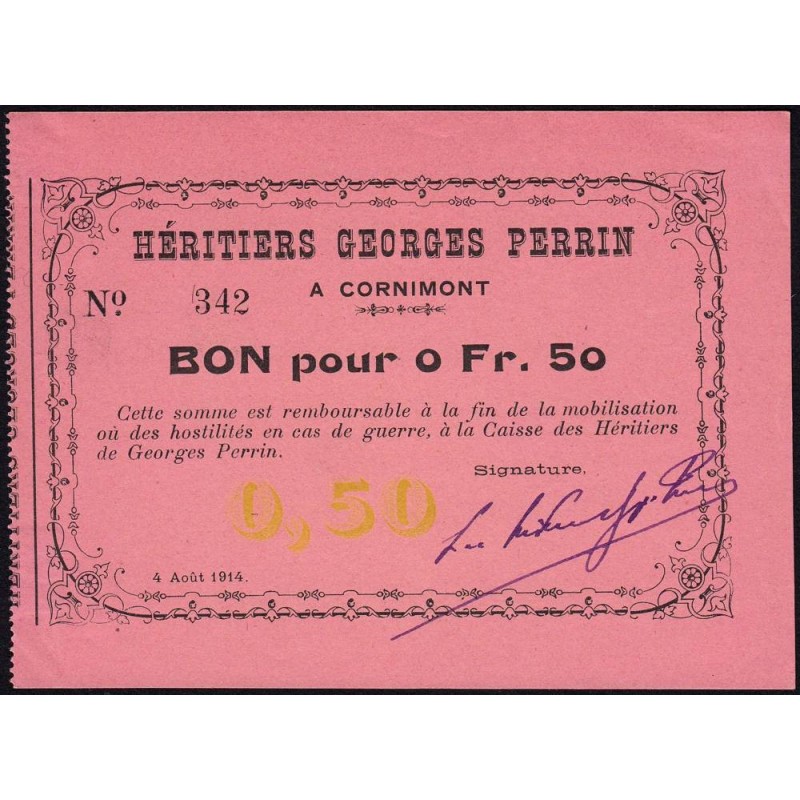 HÉRITIERS GEORGES PERRIN
A CORNIMONT
No. 342
BON pour 0 Fr. 50
Cette somme est remboursable à la fin de la mobilisation
où des hostilités en cas de guerre, à la Caisse des Héritiers
de Georges Perrin.
Signature,
0,50
4 Août 1914.